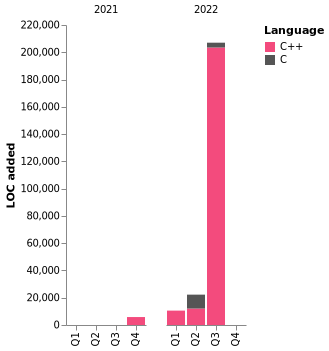 2021 2022
Language
C++
C
LOC added
220,000
200,000
180,000
160,000
140,000
120,000
100,000
80,000
60,000
40,000
20,000
0
Q1 Q2 Q3 Q4 Q1 Q2 Q3 Q4